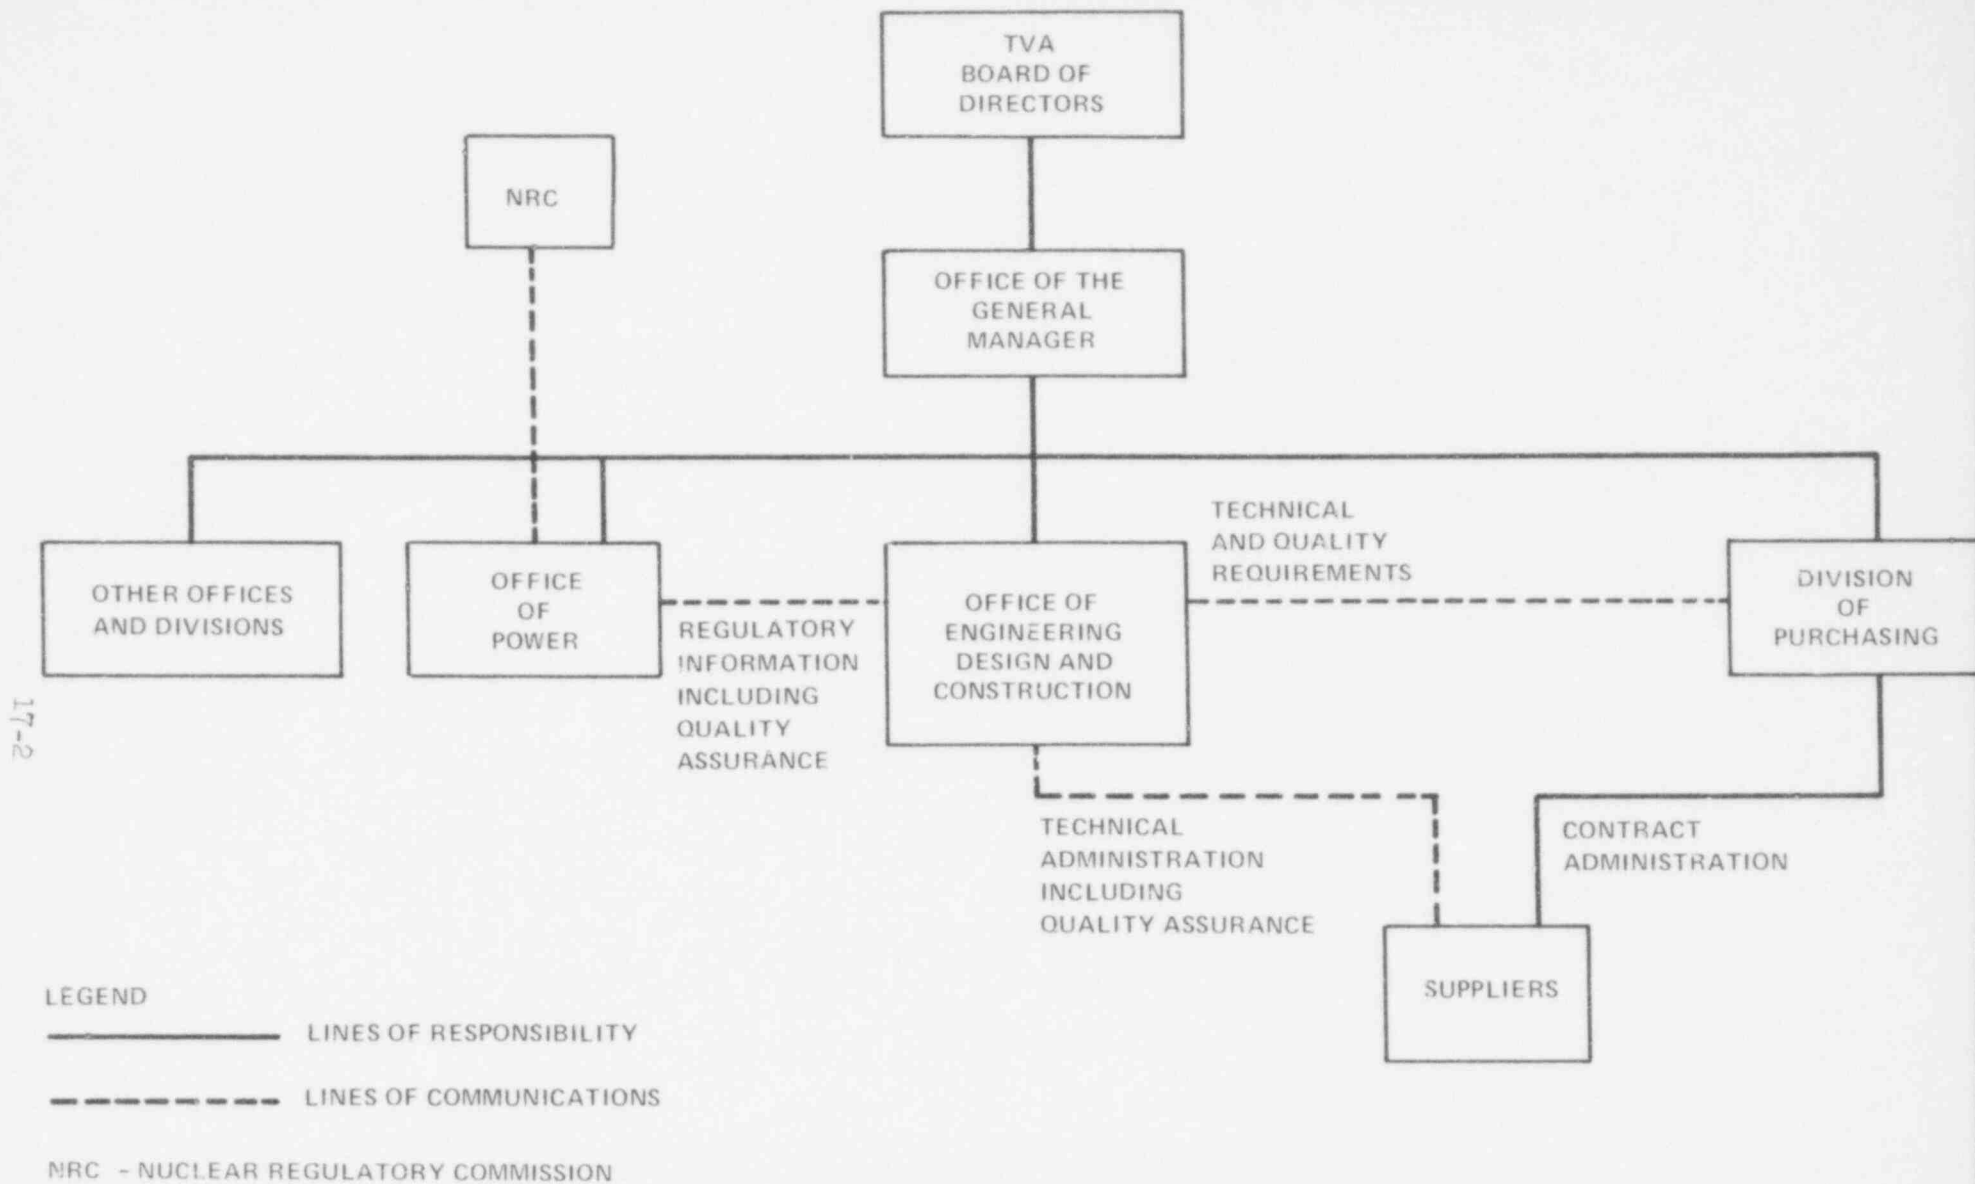 TVA
BOARD OF
DIRECTORS
NRC
OFFICE OF THE
GENERAL
MANAGER
OTHER OFFICES
AND DIVISIONS
OFFICE
OF
POWER
REGULATORY
INFORMATION
INCLUDING
QUALITY
ASSURANCE
OFFICE OF
ENGINEERING
DESIGN AND
CONSTRUCTION
TECHNICAL
AND QUALITY
REQUIREMENTS
DIVISION
OF
PURCHASING
TECHNICAL
ADMINISTRATION
INCLUDING
QUALITY ASSURANCE
CONTRACT
ADMINISTRATION
SUPPLIERS
17-2
LEGEND
LINES OF RESPONSIBILITY
LINES OF COMMUNICATIONS
NRC - NUCLEAR REGULATORY COMMISSION